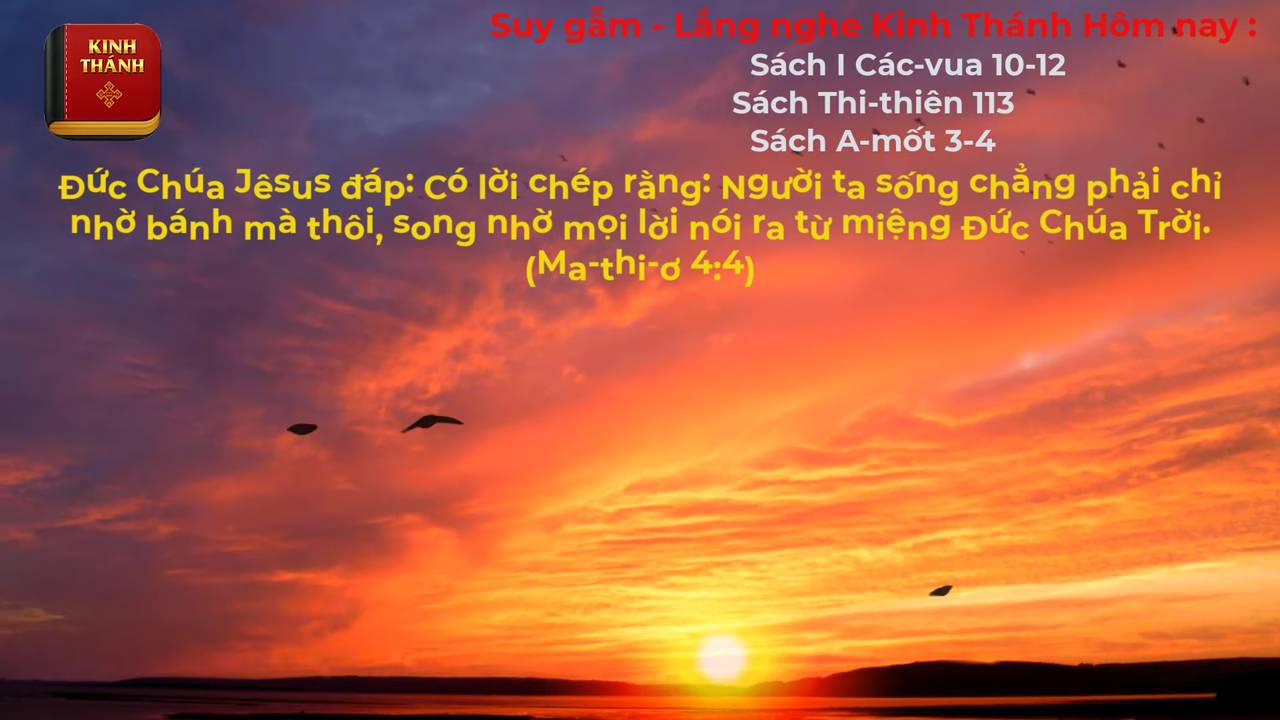 KINH
THÁNH
Suy gẫm - Lắng nghe Kinh Thánh Hôm nay :
Sách I Các-vua 10-12
Sách Thi-thiên 113
Sách A-mốt 3-4
Đức Chúa Jêsus đáp: Có lời chép rằng: Người ta sống chẳng phải chỉ
nhờ bánh mà thôi, song nhờ mọi lời nói ra từ miệng Đức Chúa Trời.
(Ma-thi-ơ 4:4)